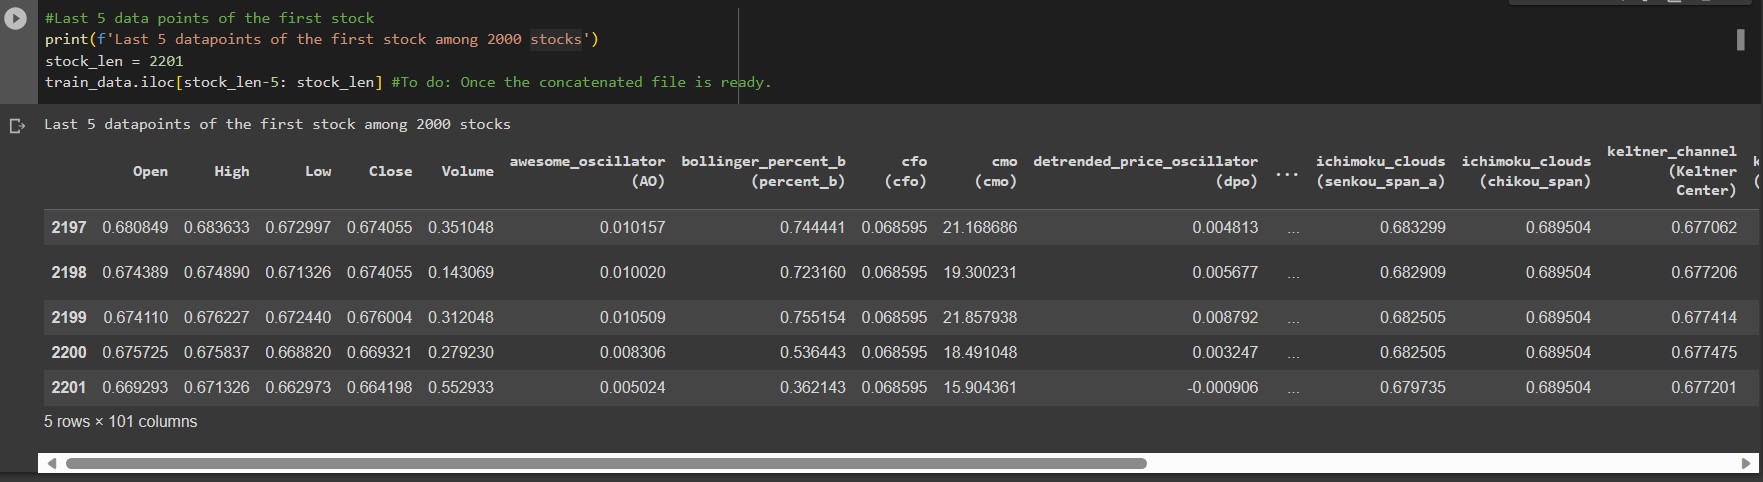 #Last 5 data points of the first stock
print(f'Last 5 datapoints of the first stock among 2000 stocks')
stock_len = 2201
train_data.iloc[stock_len-5: stock_len] #To do: Once the concatenated file is ready.
Last 5 datapoints of the first stock among 2000 stocks
Open High Low Close Volume awesome_oscillator (AO) bollinger_percent_b (percent_b) cfo (cfo) cmo (cmo) detrended_price_oscillator (dpo) ... ichimoku_clouds (senkou_span_a) ichimoku_clouds (chikou_span) keltner_channel (Keltner Center)
2197 0.680849 0.683633 0.672997 0.674055 0.351048 0.010157 0.744441 0.068595 21.168686 0.004813 ... 0.683299 0.689504 0.677062
2198 0.674389 0.674890 0.671326 0.674055 0.143069 0.010020 0.723160 0.068595 19.300231 0.005677 ... 0.682909 0.689504 0.677206
2199 0.674110 0.676227 0.672440 0.676004 0.312048 0.010509 0.755154 0.068595 21.857938 0.008792 ... 0.682505 0.689504 0.677414
2200 0.675725 0.675837 0.668820 0.669321 0.279230 0.008306 0.536443 0.068595 18.491048 0.003247 ... 0.682505 0.689504 0.677475
2201 0.669293 0.671326 0.662973 0.664198 0.552933 0.005024 0.362143 0.068595 15.904361 -0.000906 ... 0.679735 0.689504 0.677201
5 rows × 101 columns